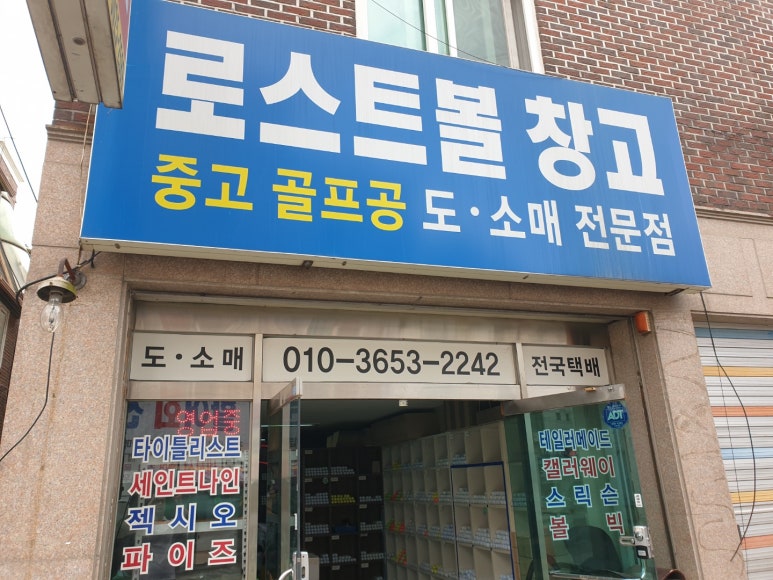 로스트볼 창고
중고 골프공 도·소매 전문점
도·소매
010-3653-2242
전국택배
영업중
타이틀리스트
세인트나인
젝시오
파이즈
ADT
테일러메이드
캘러웨이
스릭슨
볼빅